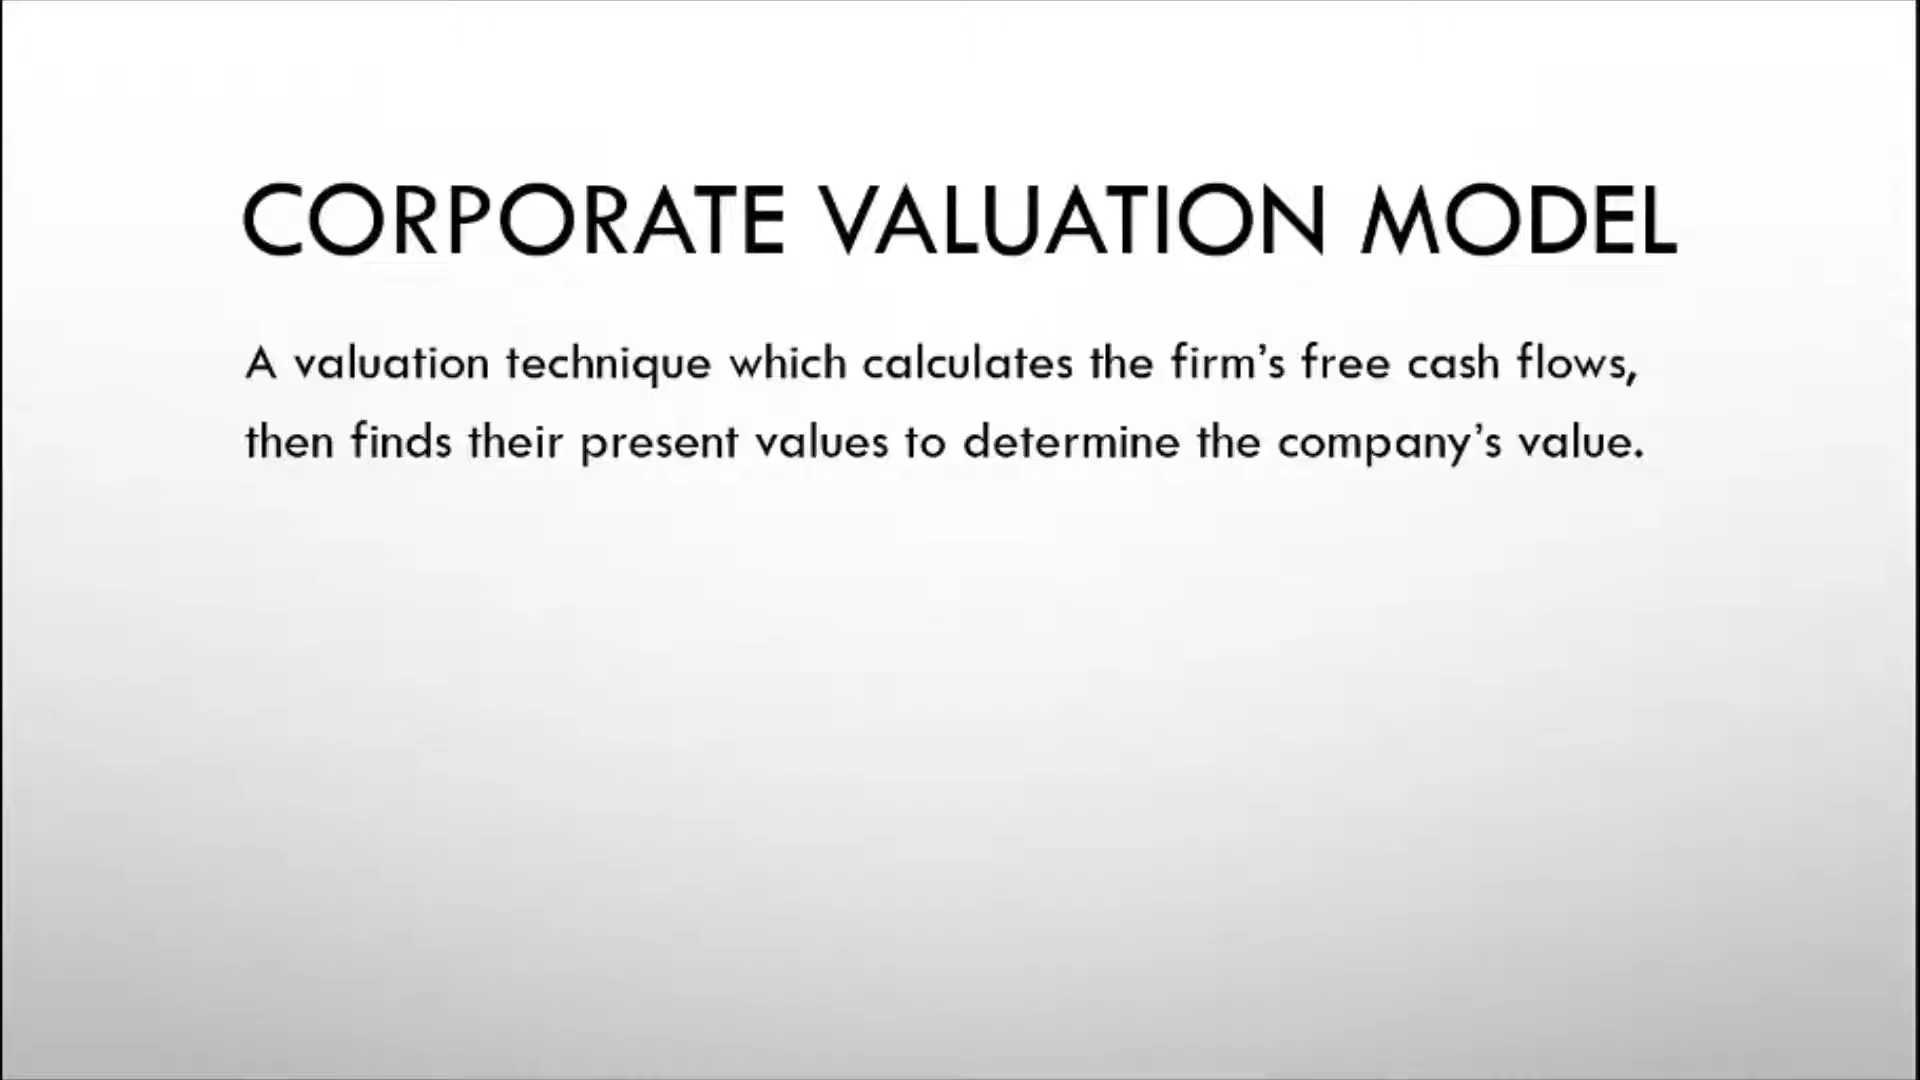 CORPORATE VALUATION MODEL
A valuation technique which calculates the firm’s free cash flows,
then finds their present values to determine the company’s value.